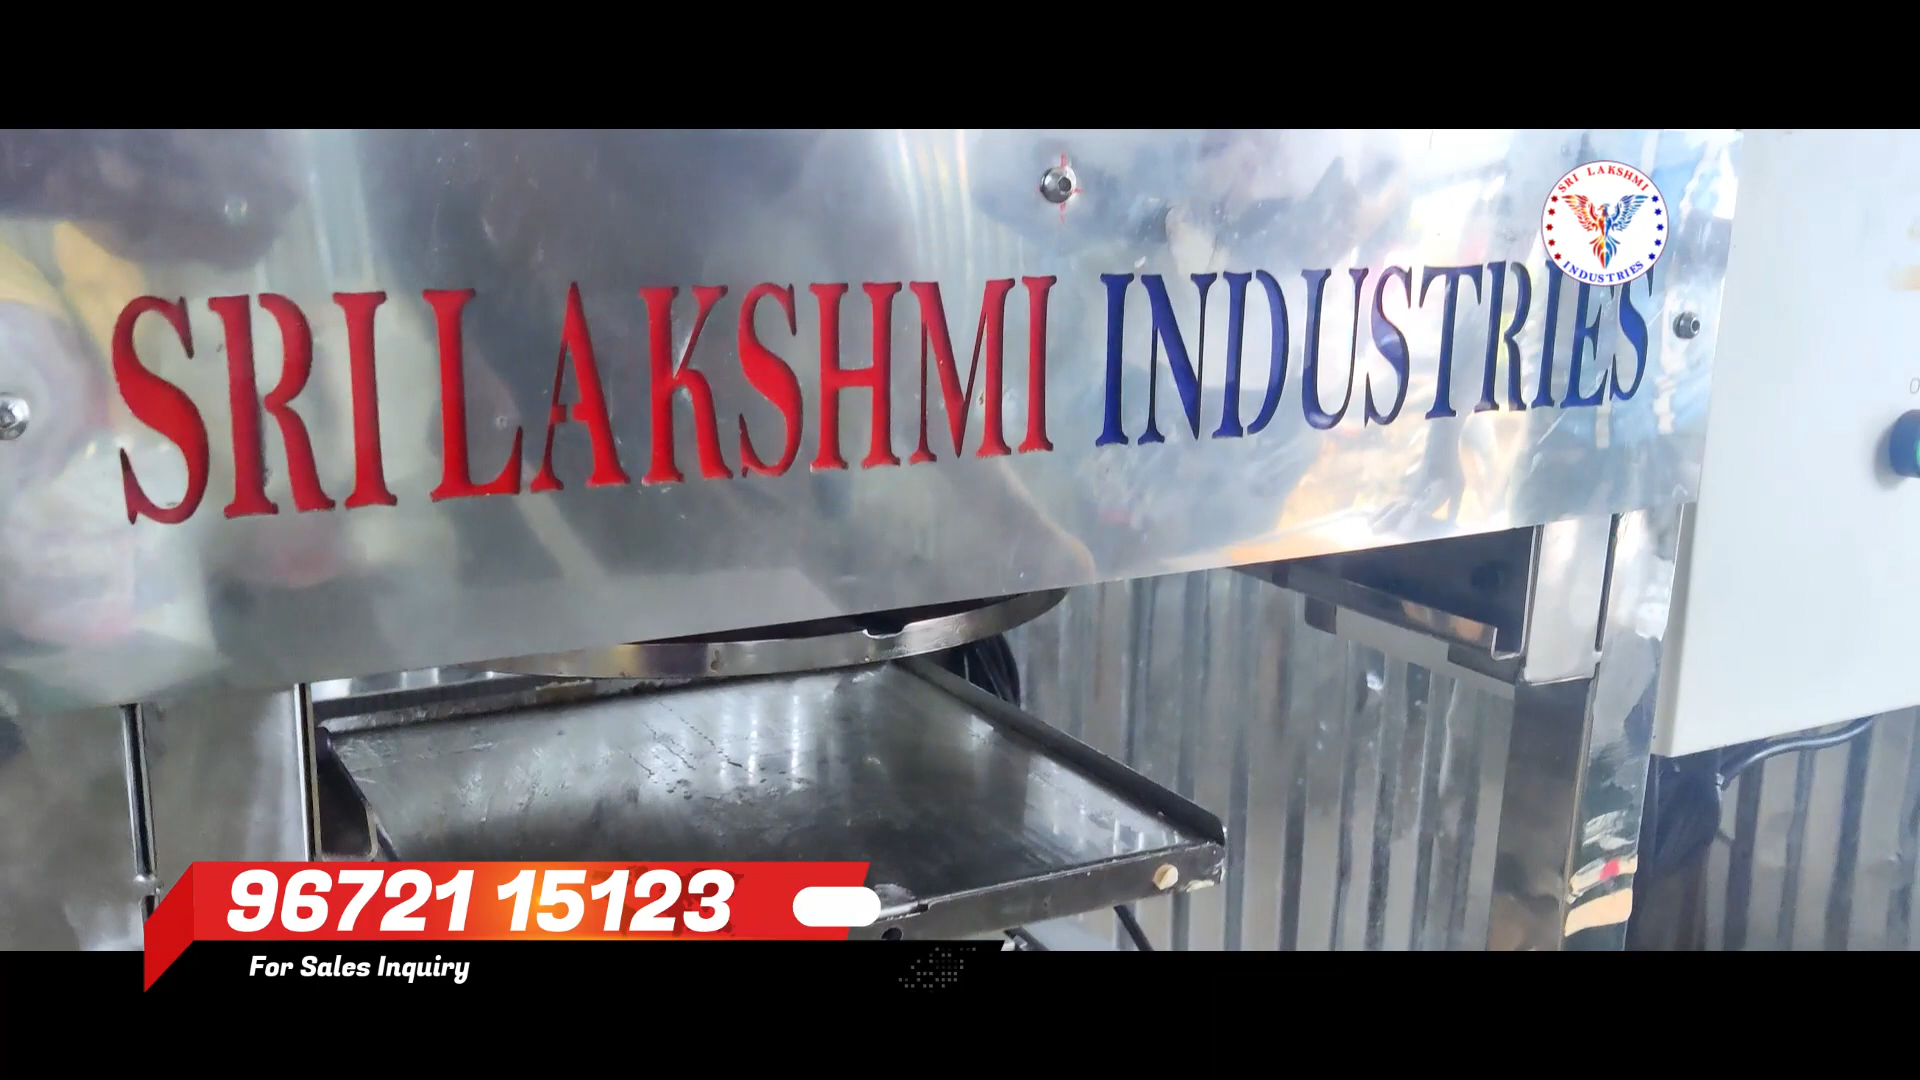 SRI LAKSHMI
INDUSTRIES
SRI LAKSHMI INDUSTRIES
96721 15123
For Sales Inquiry